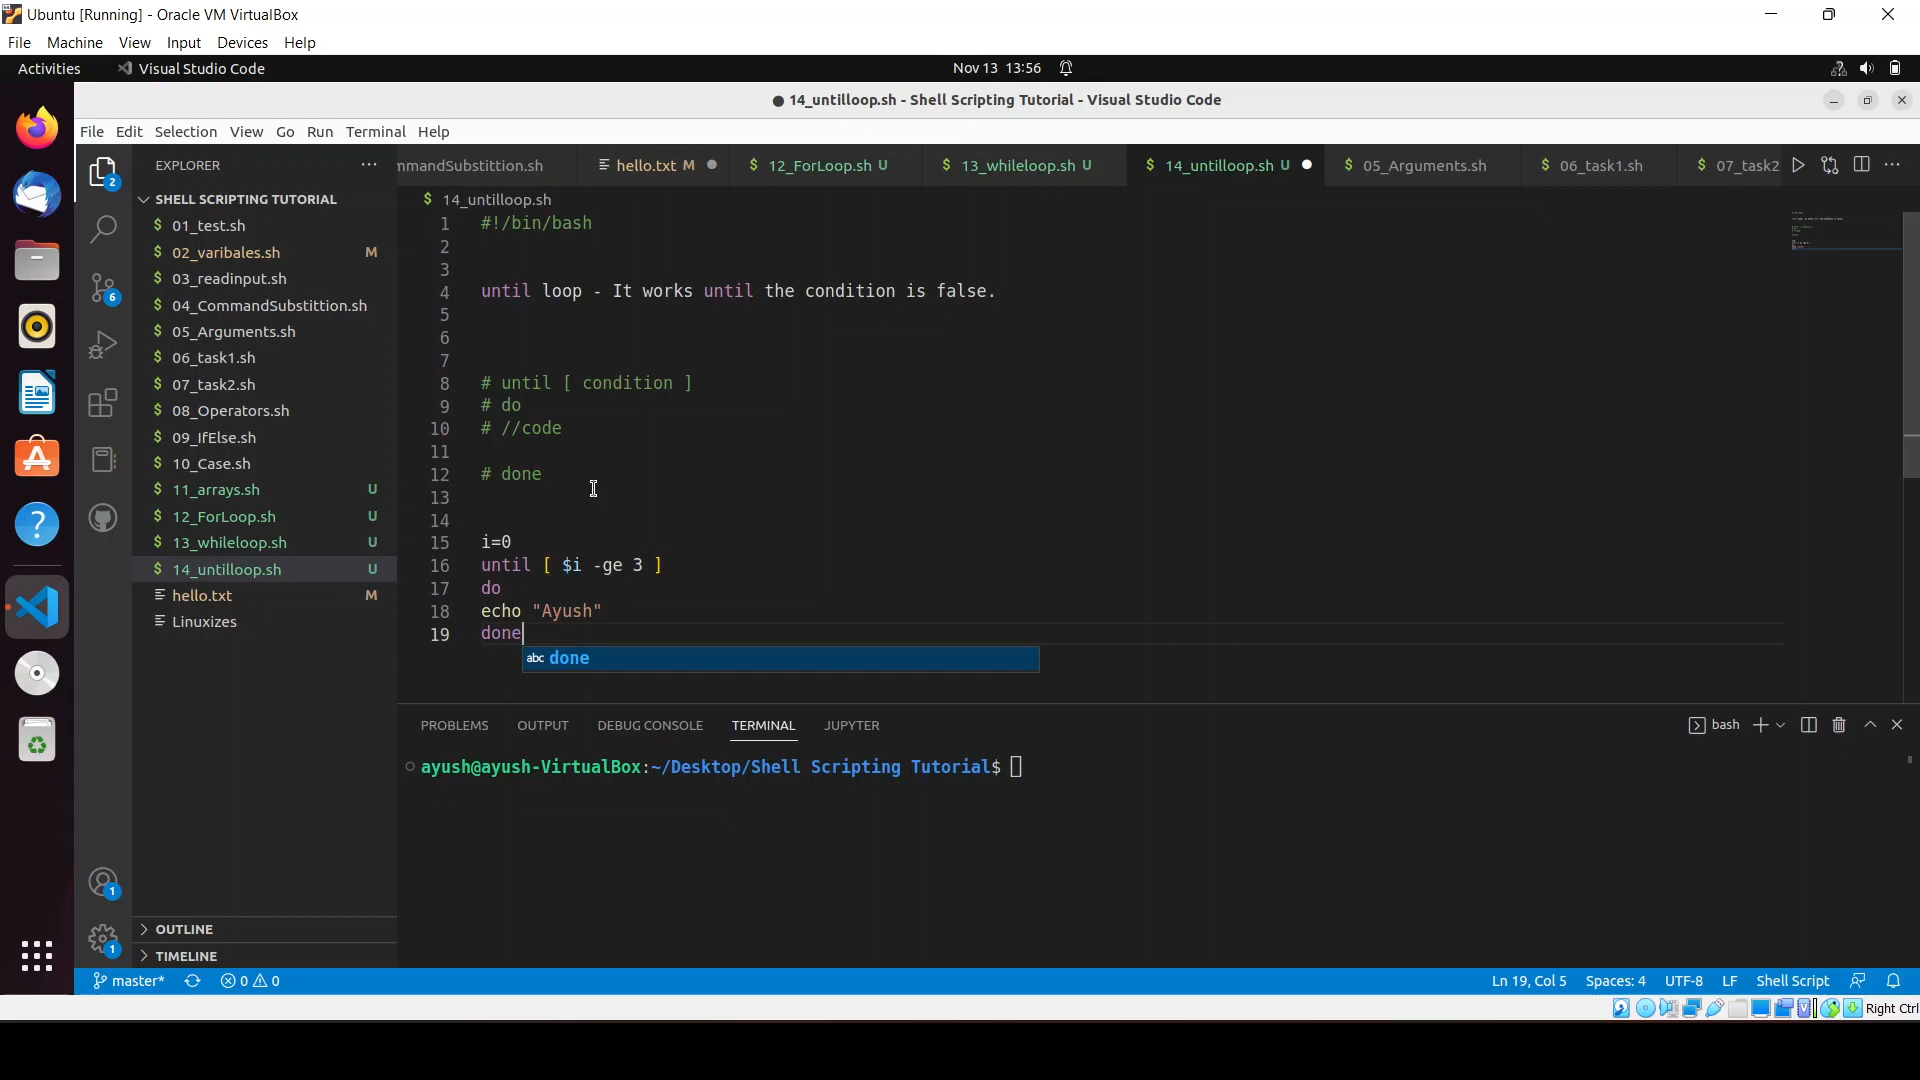 Ubuntu [Running] - Oracle VM VirtualBox
File Machine View Input Devices Help
Activities Visual Studio Code Nov 13 13:56
14_untilloop.sh - Shell Scripting Tutorial - Visual Studio Code
File Edit Selection View Go Run Terminal Help
EXPLORER
mmandSubstittion.sh hello.txt M 12_ForLoop.sh U 13_whileloop.sh U 14_untilloop.sh U 05_Arguments.sh 06_task1.sh 07_task2
SHELL SCRIPTING TUTORIAL
01_test.sh
02_varibales.sh M
03_readinput.sh
04_CommandSubstittion.sh
05_Arguments.sh
06_task1.sh
07_task2.sh
08_Operators.sh
09_IfElse.sh
10_Case.sh
11_arrays.sh U
12_ForLoop.sh U
13_whileloop.sh U
14_untilloop.sh U
hello.txt M
Linuxizes
OUTLINE
TIMELINE
2
6
1
1
14_untilloop.sh
1 #!/bin/bash
2
3
4 until loop - It works until the condition is false.
5
6
7
8 # until [ condition ]
9 # do
10 # //code
11
12 # done
13
14
15 i=0
16 until [ $i -ge 3 ]
17 do
18 echo "Ayush"
19 done
abc done
PROBLEMS OUTPUT DEBUG CONSOLE TERMINAL JUPYTER bash
ayush@ayush-VirtualBox:~/Desktop/Shell Scripting Tutorial$
master* 0 0 Ln 19, Col 5 Spaces: 4 UTF-8 LF Shell Script
Right Ctrl